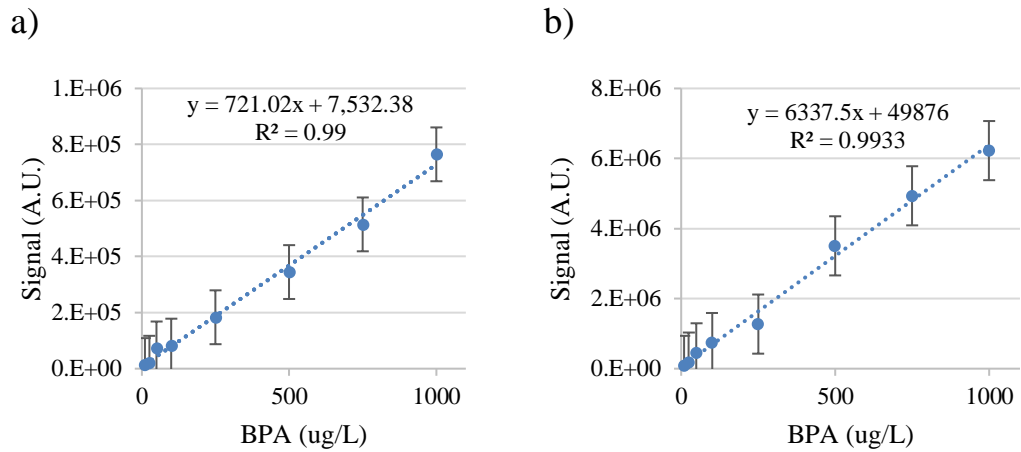 a)
1.E+06
8.E+05
6.E+05
4.E+05
2.E+05
0.E+00
Signal (A.U.)
y = 721.02x + 7,532.38
R² = 0.99
0 500 1000
BPA (ug/L)
b)
8.E+06
6.E+06
4.E+06
2.E+06
0.E+00
Signal (A.U.)
y = 6337.5x + 49876
R² = 0.9933
0 500 1000
BPA (ug/L)